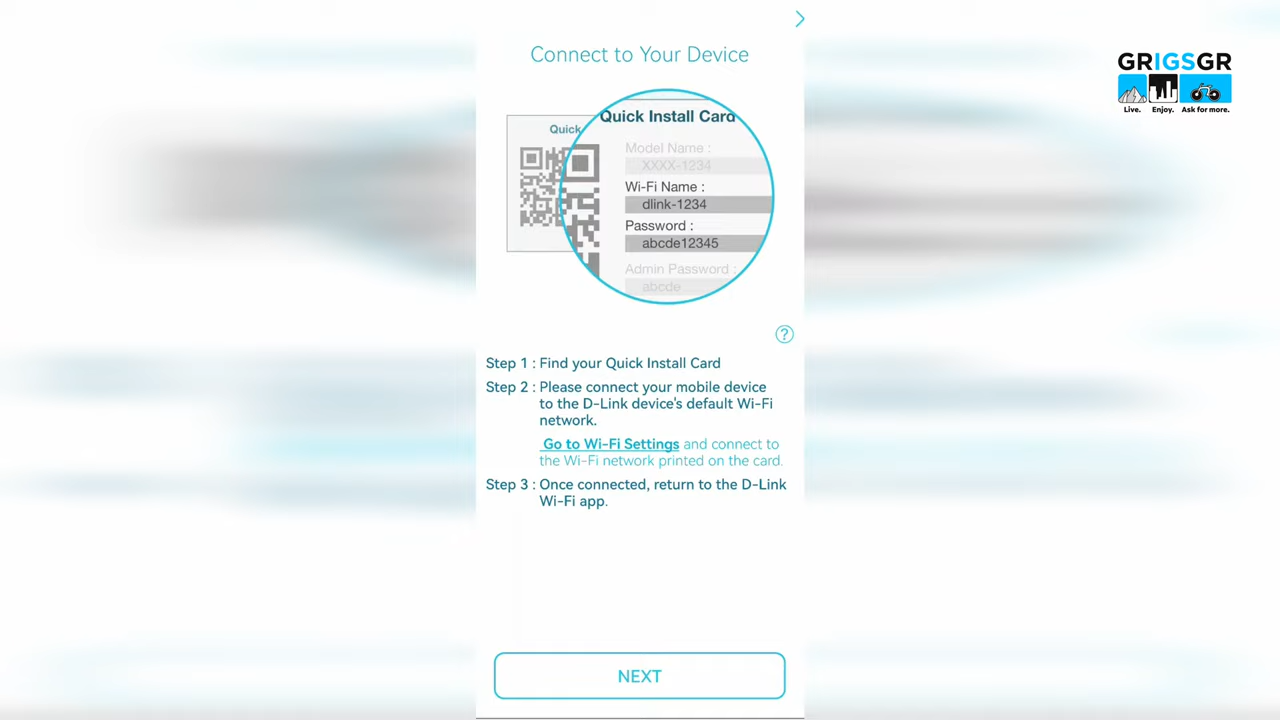 Connect to Your Device
GRIGSGR
Live. Enjoy. Ask for more.
Quick
Quick Install Card
Model Name :
XXXX-1234
Wi-Fi Name :
dlink-1234
Password :
abcde12345
Admin Password :
abcde
?
Step 1 : Find your Quick Install Card
Step 2 : Please connect your mobile device
to the D-Link device's default Wi-Fi
network.
Go to Wi-Fi Settings and connect to
the Wi-Fi network printed on the card.
Step 3 : Once connected, return to the D-Link
Wi-Fi app.
NEXT